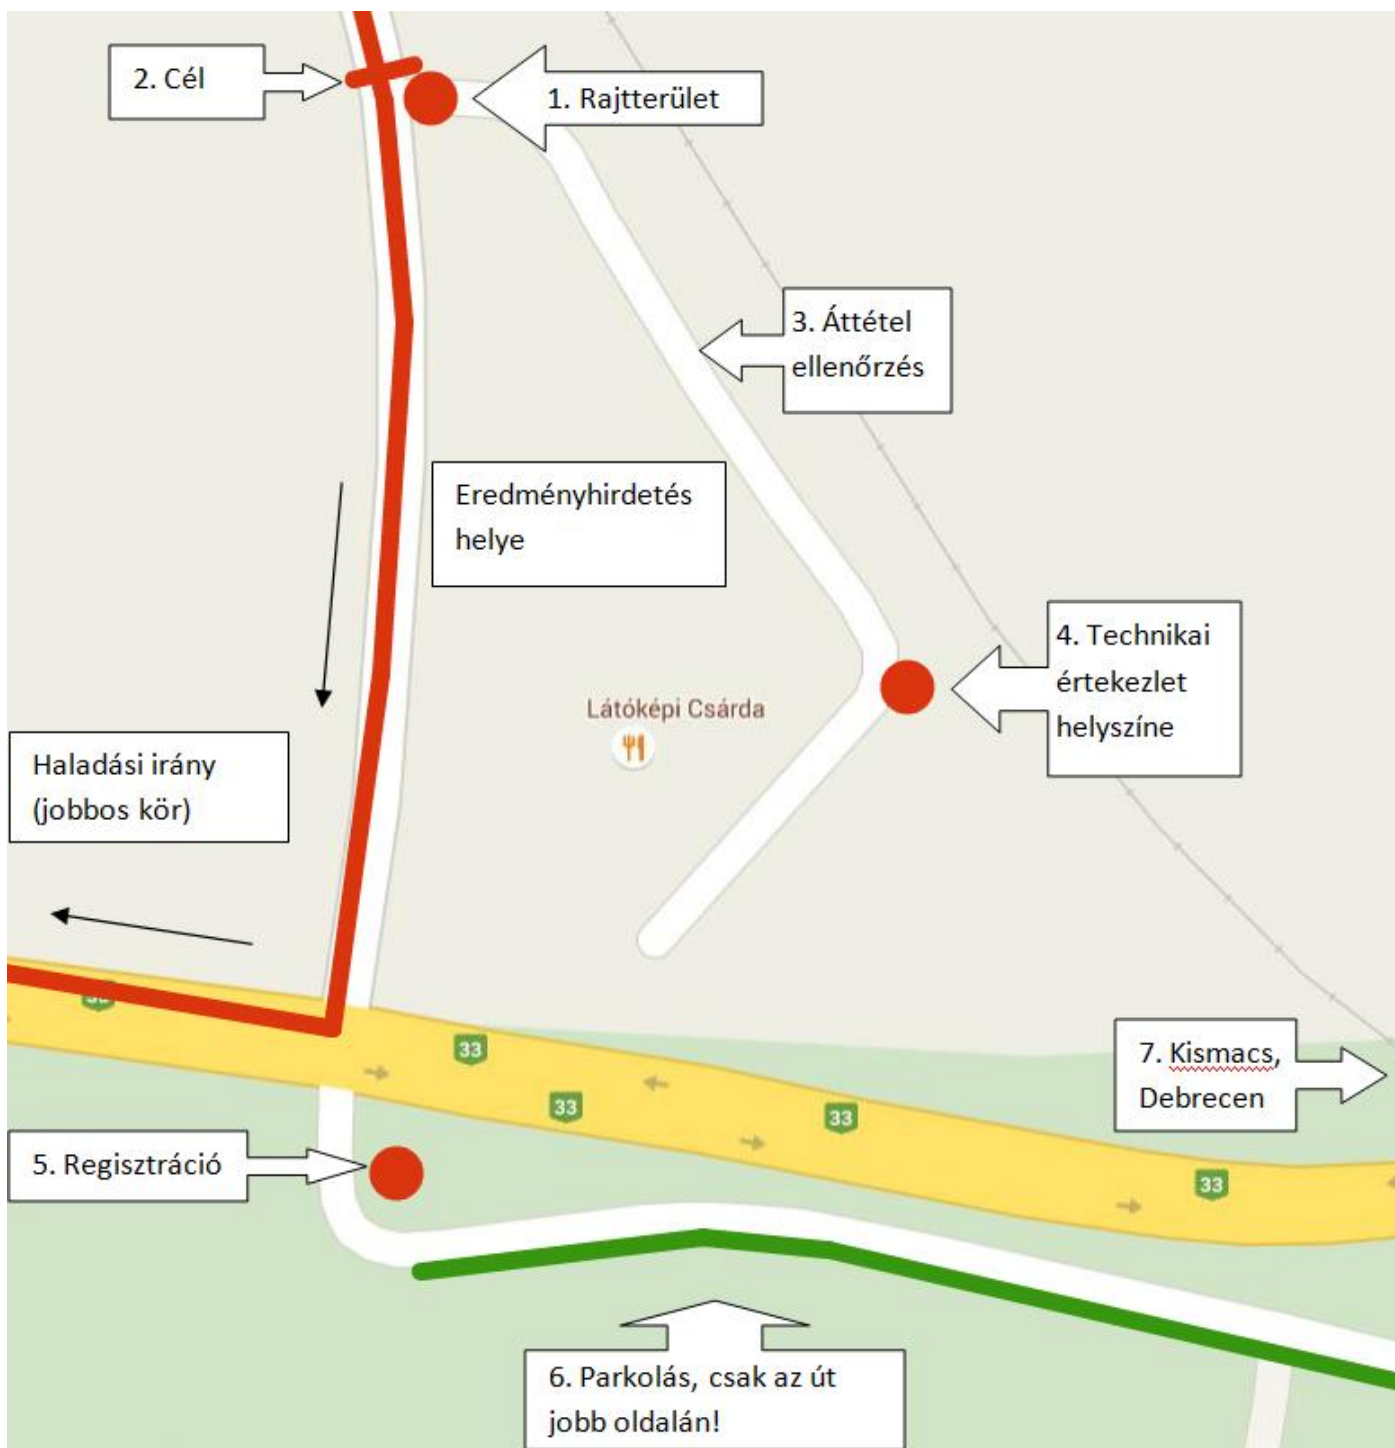 2. Cél
1. Rajtterület
3. Áttétel
ellenőrzés
Eredményhirdetés
helye
4. Technikai
értekezlet
helyszíne
Látóképi Csárda
Haladási irány
(jobbos kör)
33
33
33
33
7. Kismacs,
Debrecen
5. Regisztráció
6. Parkolás, csak az út
jobb oldalán!